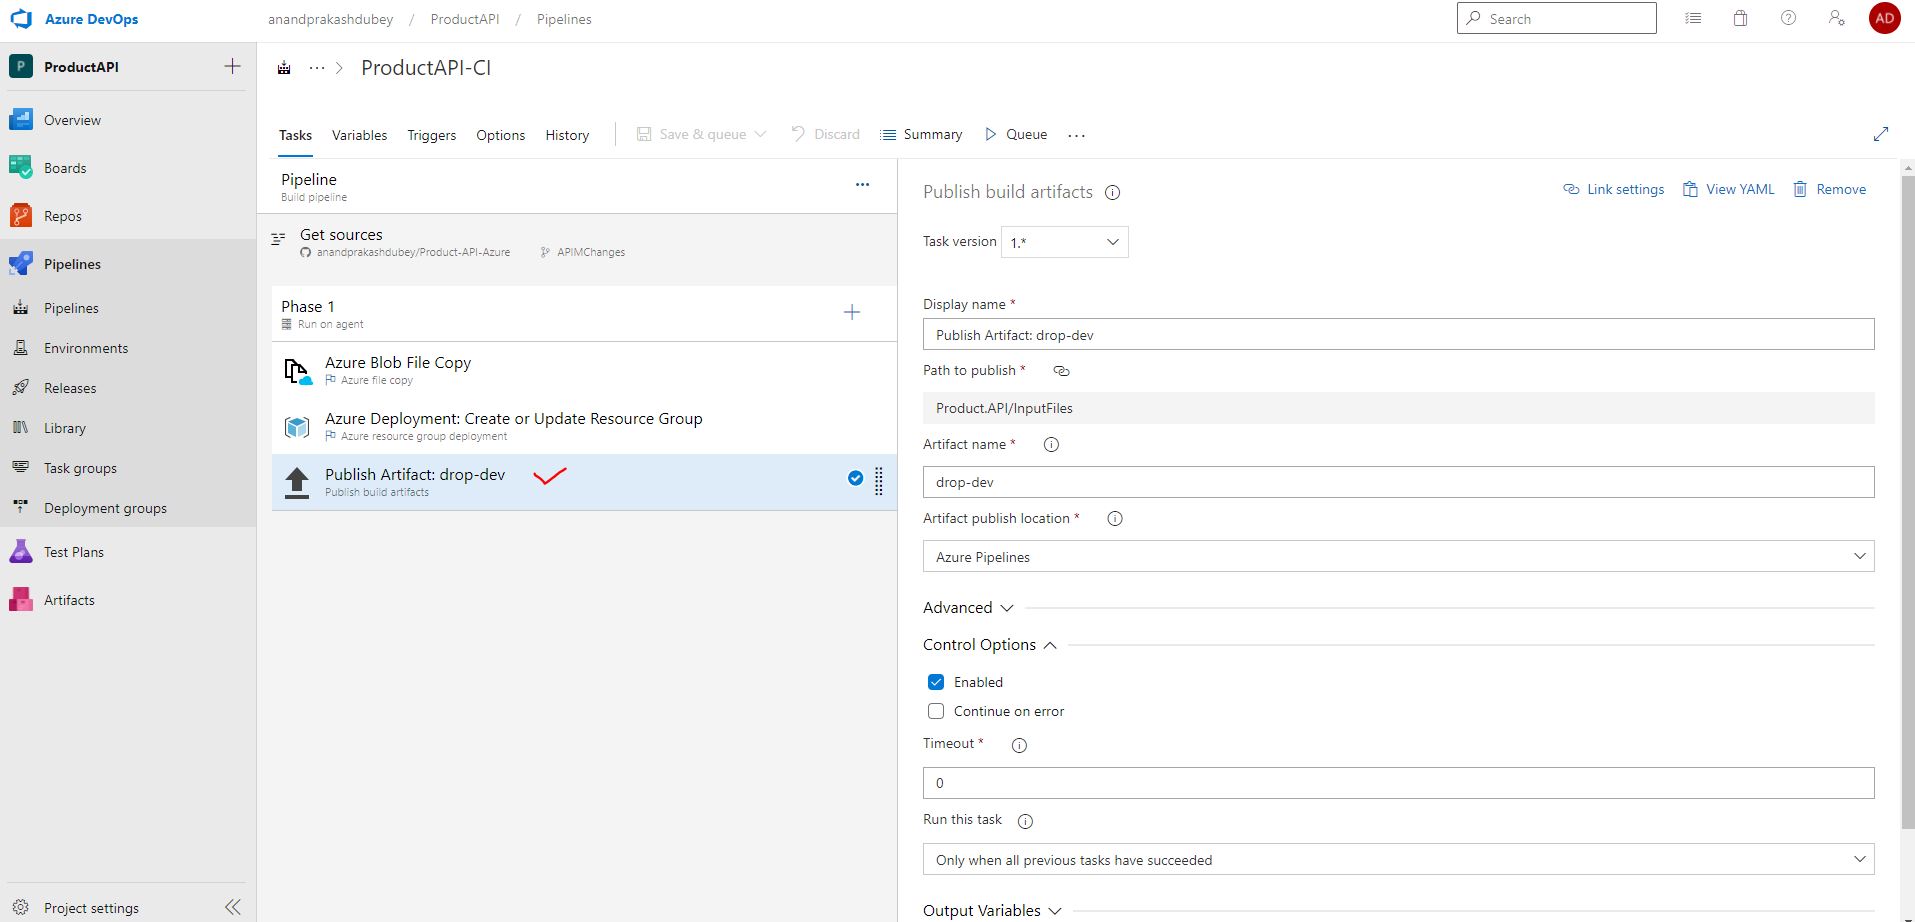 Azure DevOps
anandprakashdubey / ProductAPI / Pipelines
Search
AD
P ProductAPI
Overview
Boards
Repos
Pipelines
Pipelines
Environments
Releases
Library
Task groups
Deployment groups
Test Plans
Artifacts
Project settings
··· > ProductAPI-CI
Tasks Variables Triggers Options History Save & queue Discard Summary Queue ···
Pipeline
Build pipeline
Get sources
anandprakashdubey/Product-API-Azure APIMChanges
Phase 1
Run on agent
Azure Blob File Copy
Azure file copy
Azure Deployment: Create or Update Resource Group
Azure resource group deployment
Publish Artifact: drop-dev
Publish build artifacts
Publish build artifacts Link settings View YAML Remove
Task version 1.*
Display name *
Publish Artifact: drop-dev
Path to publish *
Product.API/InputFiles
Artifact name *
drop-dev
Artifact publish location *
Azure Pipelines
Advanced
Control Options
Enabled
Continue on error
Timeout *
0
Run this task
Only when all previous tasks have succeeded
Output Variables